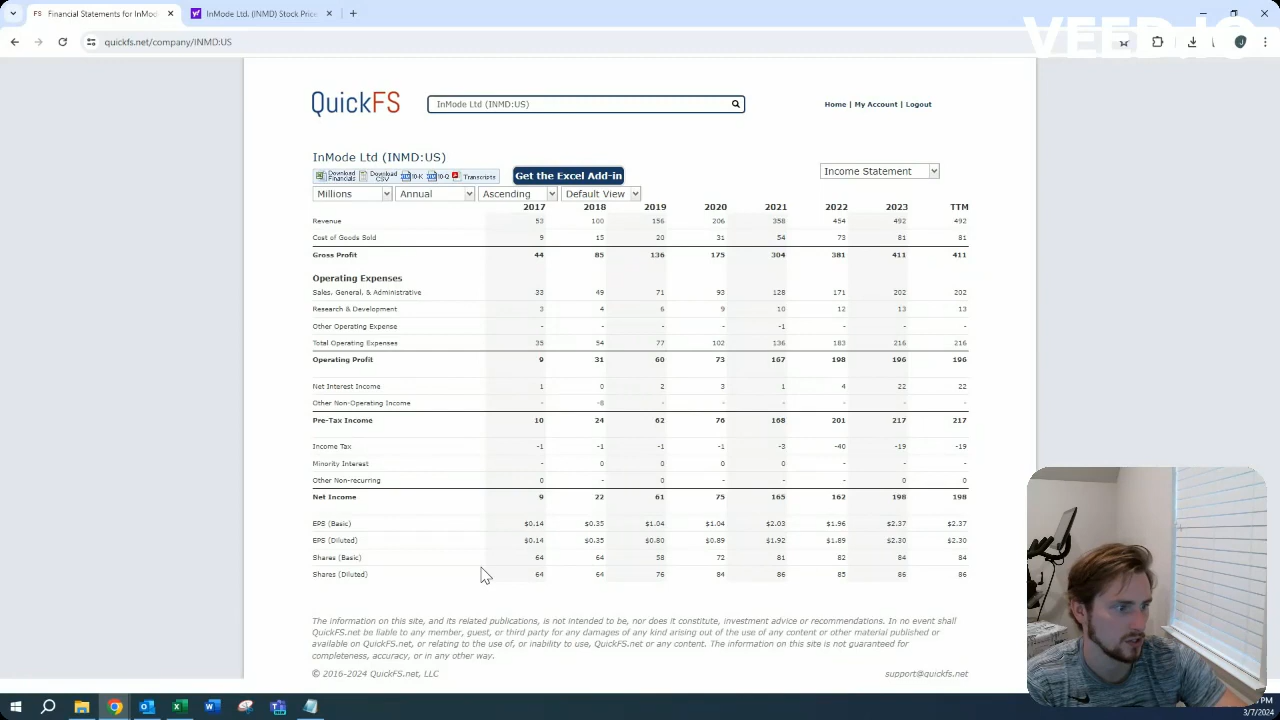 FS Financial Statements for InMod
InMode Ltd. (INMD) Stock Price
VEED.IO
quickfs.net/company/INMD:US
QuickFS
InMode Ltd (INMD:US)
Home | My Account | Logout
InMode Ltd (INMD:US)
Download Financials Download CSV 10-K 10-Q Transcripts
Get the Excel Add-in
Income Statement
Millions Annual Ascending Default View
2017 2018 2019 2020 2021 2022 2023 TTM
Revenue 53 100 156 206 358 454 492 492
Cost of Goods Sold 9 15 20 31 54 73 81 81
Gross Profit 44 85 136 175 304 381 411 411
Operating Expenses
Sales, General, & Administrative 33 49 71 93 128 171 202 202
Research & Development 3 4 6 9 10 12 13 13
Other Operating Expense - - - - -1 - - -
Total Operating Expenses 35 54 77 102 136 183 216 216
Operating Profit 9 31 60 73 167 198 196 196
Net Interest Income 1 0 2 3 1 4 22 22
Other Non-Operating Income - -8 - - - - - -
Pre-Tax Income 10 24 62 76 168 201 217 217
Income Tax -1 -1 -1 -1 -3 -40 -19 -19
Minority Interest - 0 0 0 0 - - -
Other Non-recurring 0 - - - - - 0 0
Net Income 9 22 61 75 165 162 198 198
EPS (Basic) $0.14 $0.35 $1.04 $1.04 $2.03 $1.96 $2.37 $2.37
EPS (Diluted) $0.14 $0.35 $0.80 $0.89 $1.92 $1.89 $2.30 $2.30
Shares (Basic) 64 64 58 72 81 82 84 84
Shares (Diluted) 64 64 76 84 86 85 86 86
The information on this site, and its related publications, is not intended to be, nor does it constitute, investment advice or recommendations. In no event shall
QuickFS be liable to any member, guest, or third party for any damages of any kind arising out of the use of any content or other material published or
available on QuickFS.net, or relating to the use of, or inability to use, QuickFS.net or any content. The information on this site is not guaranteed for
completeness, accuracy, or in any other way.
© 2016-2024 QuickFS.net, LLC
support@quickfs.net
PM
3/7/2024